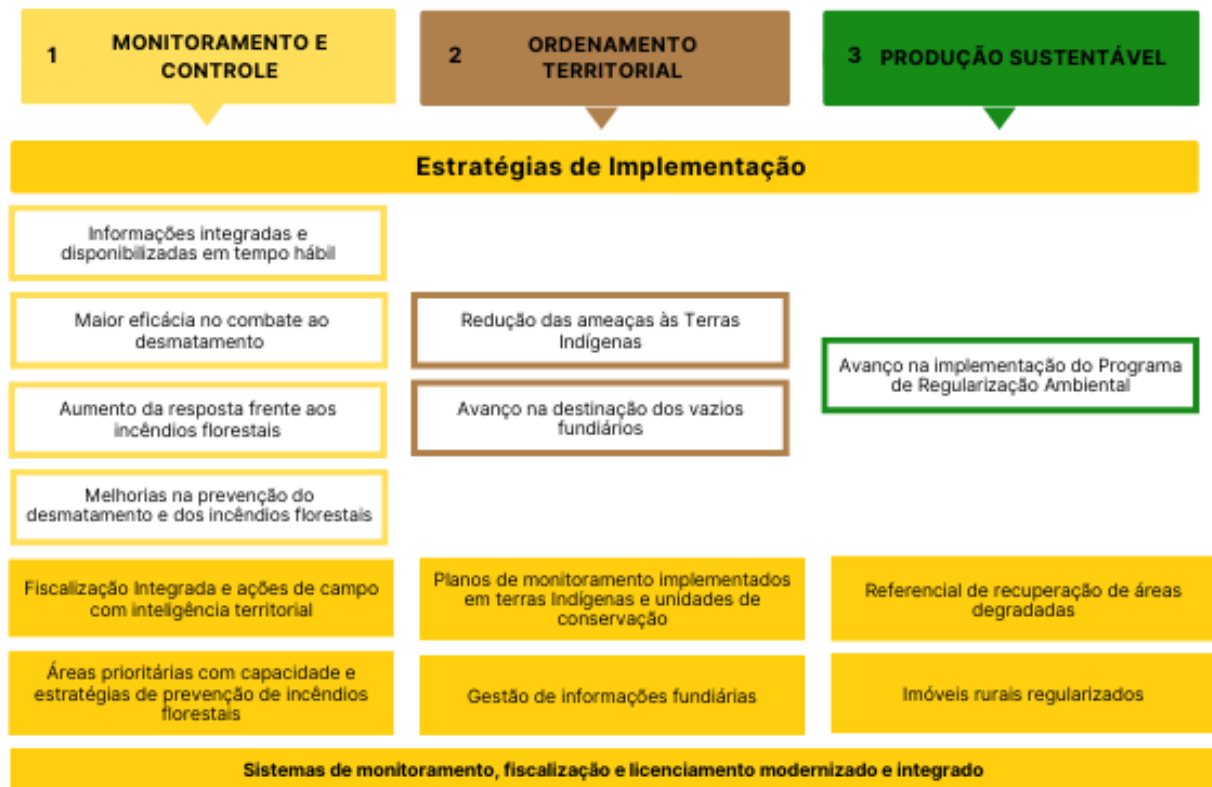 1 MONITORAMENTO E
CONTROLE
2 ORDENAMENTO
TERRITORIAL
3 PRODUÇÃO SUSTENTÁVEL
Estratégias de Implementação
Informações integradas e
disponibilizadas em tempo hábil
Maior eficácia no combate ao
desmatamento
Aumento da resposta frente aos
incêndios florestais
Melhorias na prevenção do
desmatamento e dos incêndios florestais
Redução das ameaças às Terras
Indígenas
Avanço na destinação dos vazios
fundiários
Avanço na implementação do Programa
de Regularização Ambiental
Fiscalização Integrada e ações de campo
com inteligência territorial
Planos de monitoramento implementados
em terras Indígenas e unidades de
conservação
Referencial de recuperação de áreas
degradadas
Áreas prioritárias com capacidade e
estratégias de prevenção de incêndios
florestais
Gestão de informações fundiárias
Imóveis rurais regularizados
Sistemas de monitoramento, fiscalização e licenciamento modernizado e integrado